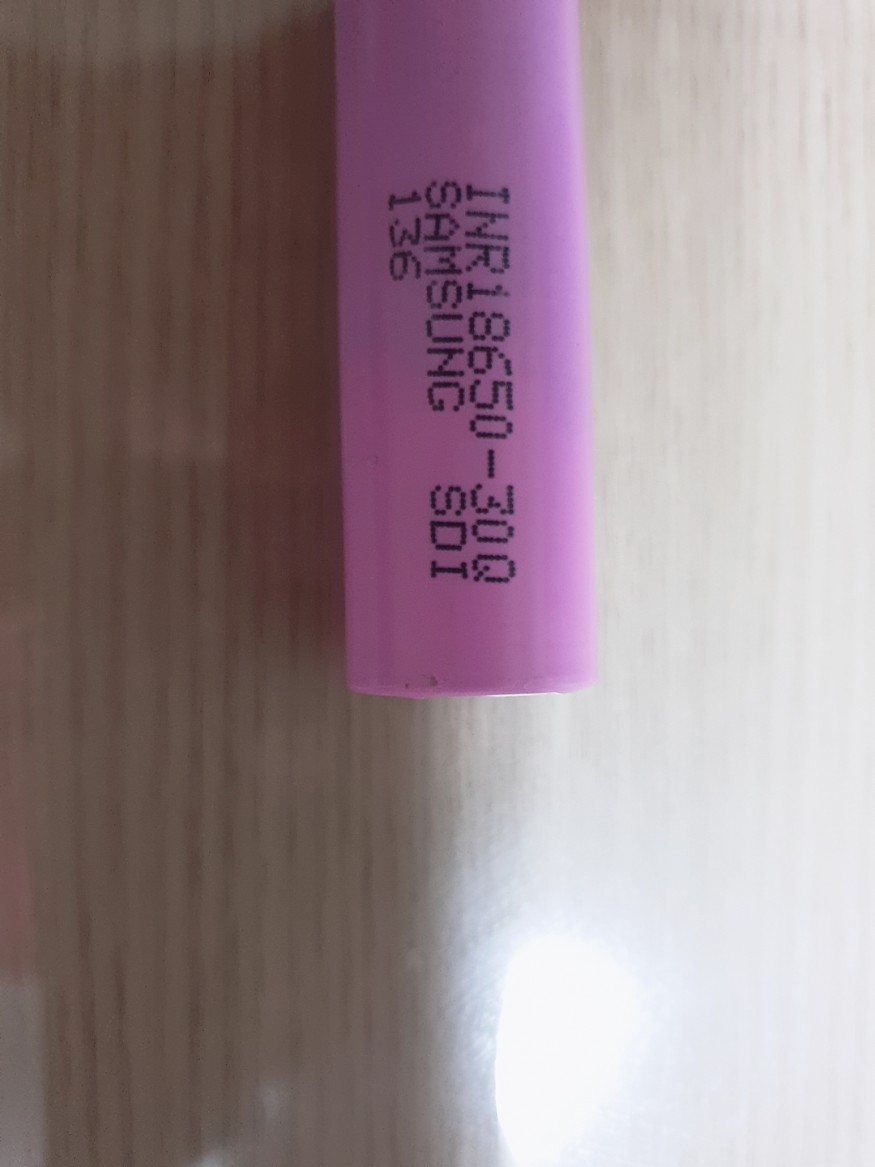 INR18650-30Q
SAMSUNG SDI
136